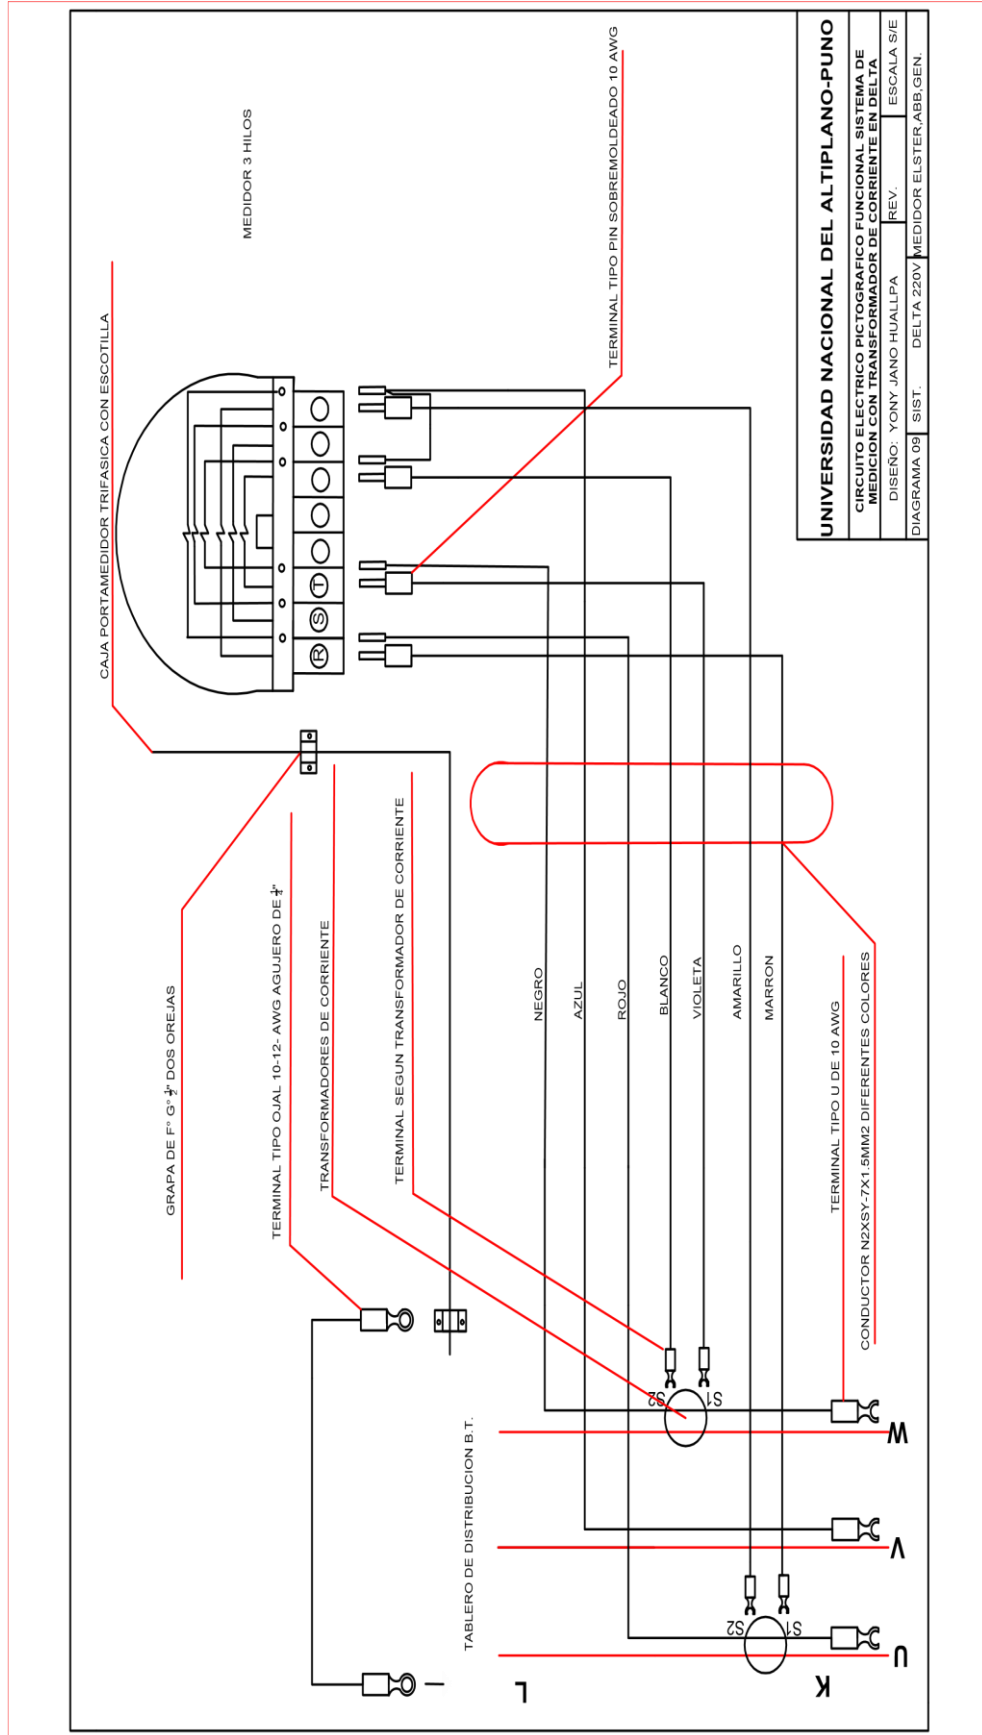 CAJA PORTAMEDIDOR TRIFASICA CON ESCOTILLA
MEDIDOR 3 HILOS
TERMINAL TIPO PIN SOBREMOLDEADO 10 AWG
R
S
T
GRAPA DE F° G° ½" DOS OREJAS
TERMINAL TIPO OJAL 10-12- AWG AGUJERO DE ¼"
TRANSFORMADORES DE CORRIENTE
TERMINAL SEGUN TRANSFORMADOR DE CORRIENTE
NEGRO
AZUL
ROJO
BLANCO
VIOLETA
AMARILLO
MARRON
TERMINAL TIPO U DE 10 AWG
CONDUCTOR N2XSY-7X1.5MM2 DIFERENTES COLORES
TABLERO DE DISTRIBUCION B.T.
S2
S1
S2
S1
W
V
U
L
K
UNIVERSIDAD NACIONAL DEL ALTIPLANO-PUNO
CIRCUITO ELECTRICO PICTOGRAFICO FUNCIONAL SISTEMA DE
MEDICION CON TRANSFORMADOR DE CORRIENTE EN DELTA
DISEÑO: YONY JANO HUALLPA
REV.
ESCALA S/E
DIAGRAMA 09
SIST. DELTA 220V
MEDIDOR ELSTER,ABB,GEN.